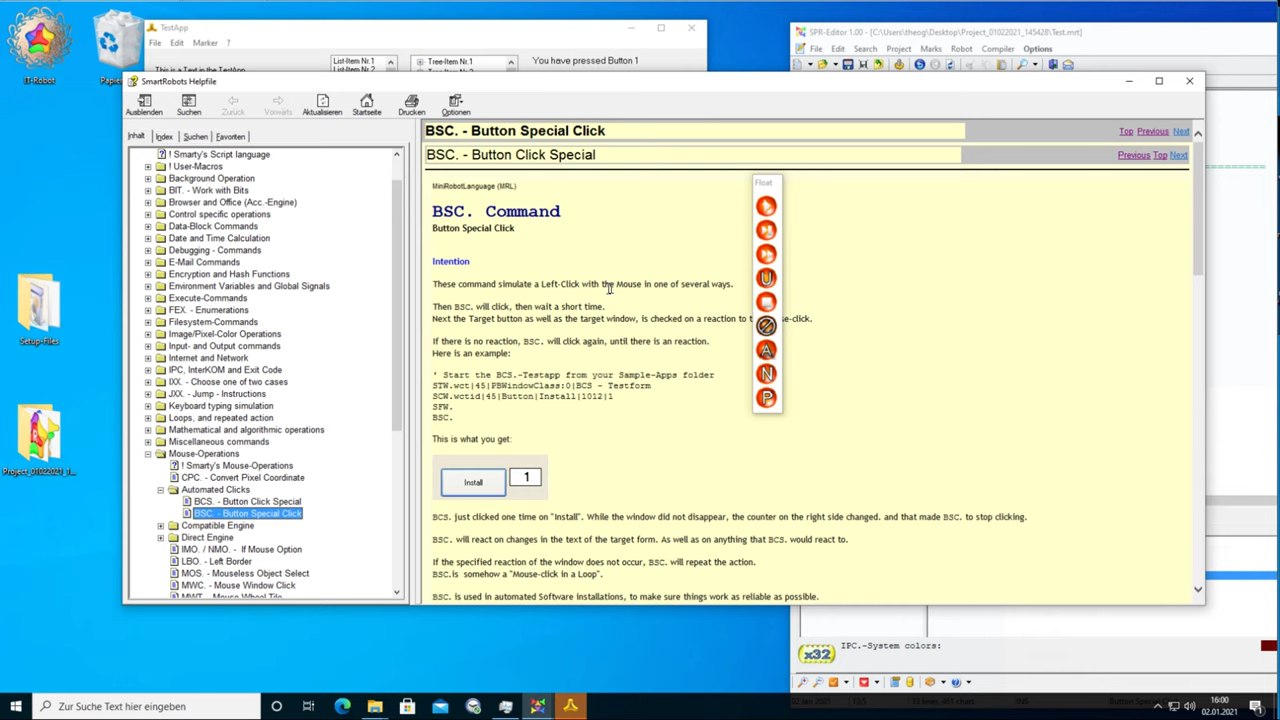 IT-Robot
Papie
Setup-Files
Project_01022021_1...
TestApp
File Edit Marker ?
This is a Text in the TestApp
List-Item Nr.1
List-Item Nr.2
Tree-Item Nr.1
You have pressed Button 1
SPR-Editor 1.00 - [C:\Users\theog\Desktop\Project_01022021_145428\Test.mrt]
File Edit Search Project Marks Robot Compiler Options
SmartRobots Helpfile
Ausblenden Suchen Zurück Vorwärts Aktualisieren Startseite Drucken Optionen
Inhalt Index Suchen Favoriten
! Smarty's Script language
! User-Macros
Background Operation
BIT. - Work with Bits
Browser and Office (Acc.-Engine)
Control specific operations
Data-Block Commands
Date and Time Calculation
Debugging - Commands
E-Mail Commands
Encryption and Hash Functions
Environment Variables and Global Signals
Execute-Commands
FEX. - Enumerations
Filesystem-Commands
Image/Pixel-Color Operations
Input- and Output commands
Internet and Network
IPC, InterKOM and Exit Code
IXX. - Choose one of two cases
JXX. - Jump - Instructions
Keyboard typing simulation
Loops, and repeated action
Mathematical and algorithmic operations
Miscellaneous commands
Mouse-Operations
! Smarty's Mouse-Operations
CPC. - Convert Pixel Coordinate
Automated Clicks
BCS. - Button Click Special
BSC. - Button Special Click
Compatible Engine
Direct Engine
IMO. / NMO. - If Mouse Option
LBO. - Left Border
MOS. - Mouseless Object Select
MWC. - Mouse Window Click
MWT. - Mouse Wheel Tile
BSC. - Button Special Click
Top Previous Next
BSC. - Button Click Special
Previous Top Next
MiniRobotLanguage (MRL)
BSC. Command
Button Special Click
Intention
These command simulate a Left-Click with the Mouse in one of several ways.
Then BSC. will click, then wait a short time.
Next the Target button as well as the target window, is checked on a reaction to t se-click.
If there is no reaction, BSC. will click again, until there is an reaction.
Here is an example:
' Start the BCS.-Testapp from your Sample-Apps folder
STW.wct|45|PBWindowClass:0|BCS - Testform
SCW.wctid|45|Button|Install|1012|1
SFW.
BSC.
This is what you get:
Install 1
BCS. just clicked one time on "Install". While the window did not disappear, the counter on the right side changed. and that made BSC. to stop clicking.
BSC. will react on changes in the text of the target form. As well as on anything that BCS. would react to.
If the specified reaction of the window does not occur, BSC. will repeat the action.
BSC.is somehow a "Mouse-click in a Loop".
BSC. is used in automated Software installations, to make sure things work as reliable as possible.
Float
U
A
N
P
x32
IPC.-System colors:
Zur Suche Text hier eingeben
16:00
02.01.2021